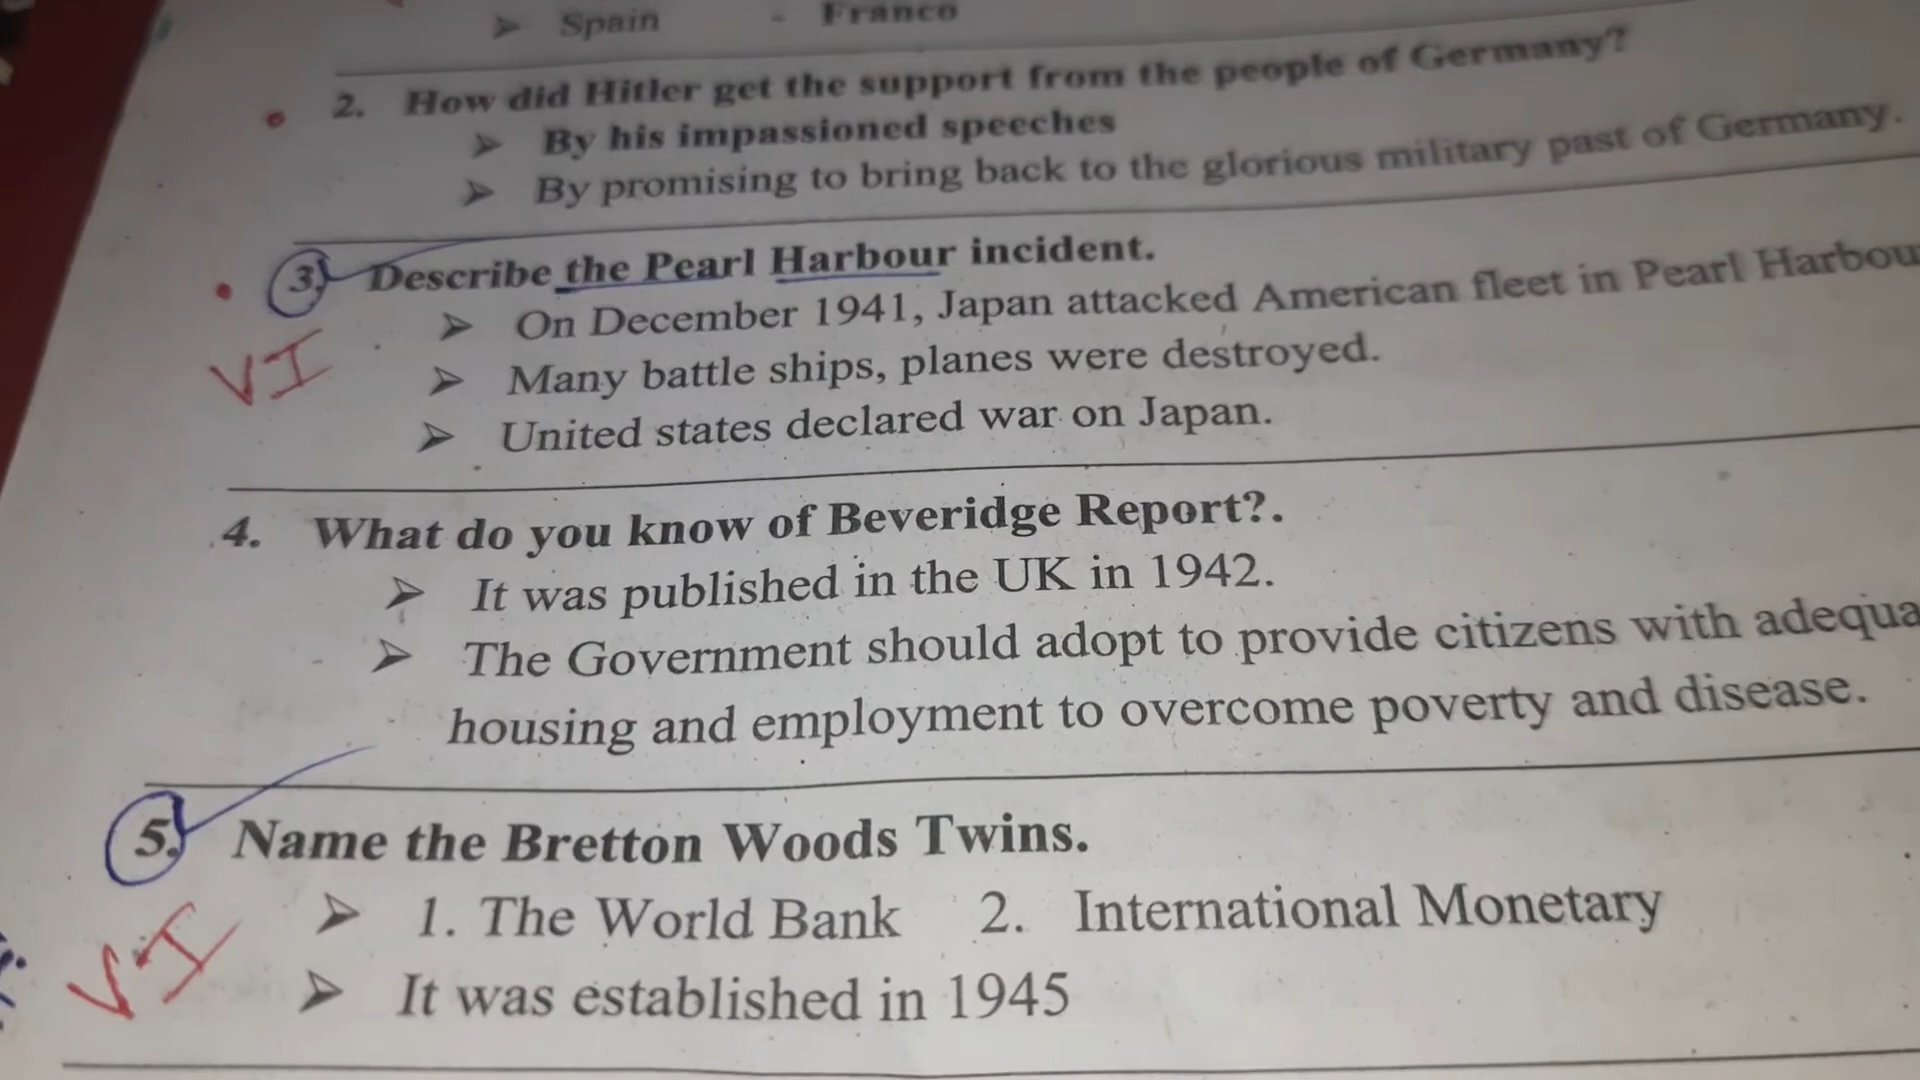 ➢ Spain - Franco
2. How did Hitler get the support from the people of Germany?
➢ By his impassioned speeches
➢ By promising to bring back to the glorious military past of Germany.
3. Describe the Pearl Harbour incident.
VI
➢ On December 1941, Japan attacked American fleet in Pearl Harbou
➢ Many battle ships, planes were destroyed.
➢ United states declared war on Japan.
4. What do you know of Beveridge Report?.
➢ It was published in the UK in 1942.
➢ The Government should adopt to provide citizens with adequa
housing and employment to overcome poverty and disease.
5. Name the Bretton Woods Twins.
VI
➢ 1. The World Bank 2. International Monetary
➢ It was established in 1945